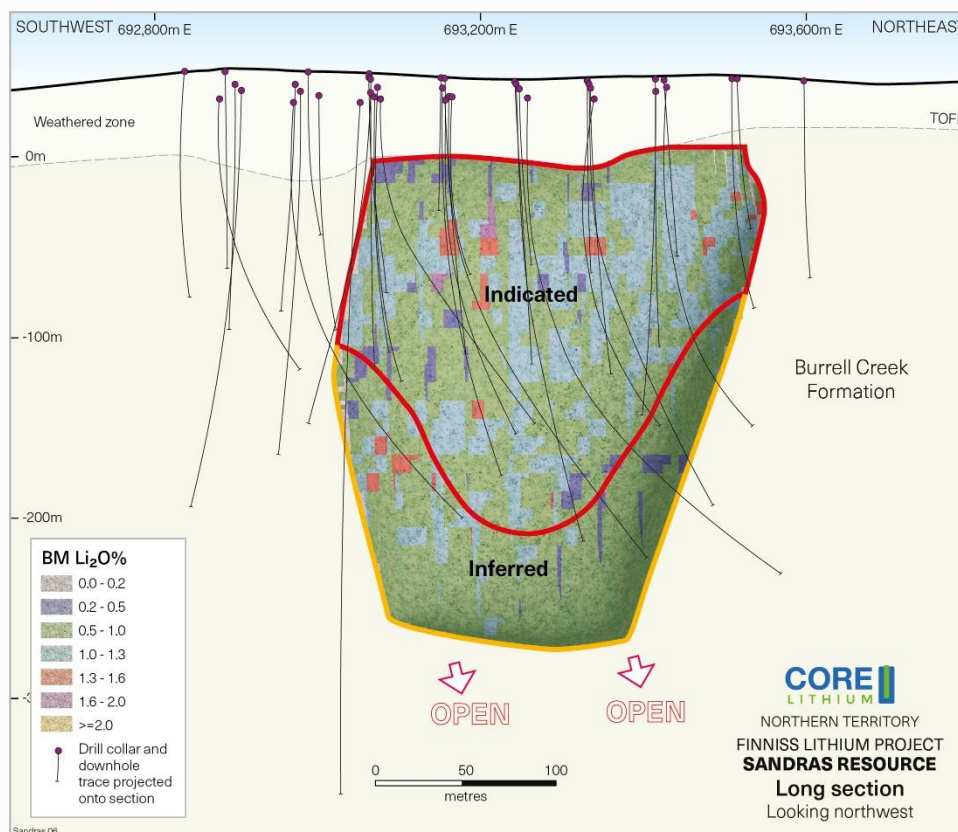 SOUTHWEST 692,800m E 693,200m E 693,600m E NORTHEAST
Weathered zone
0m
-100m
-200m
Indicated
Inferred
Burrell Creek
Formation
OPEN OPEN
BM Li₂O%
0.0 - 0.2
0.2 - 0.5
0.5 - 1.0
1.0 - 1.3
1.3 - 1.6
1.6 - 2.0
>=2.0
Drill collar and
downhole
trace projected
onto section
0 50 100
metres
CORE
LITHIUM
NORTHERN TERRITORY
FINNISS LITHIUM PROJECT
SANDRAS RESOURCE
Long section
Looking northwest
Sandras 06